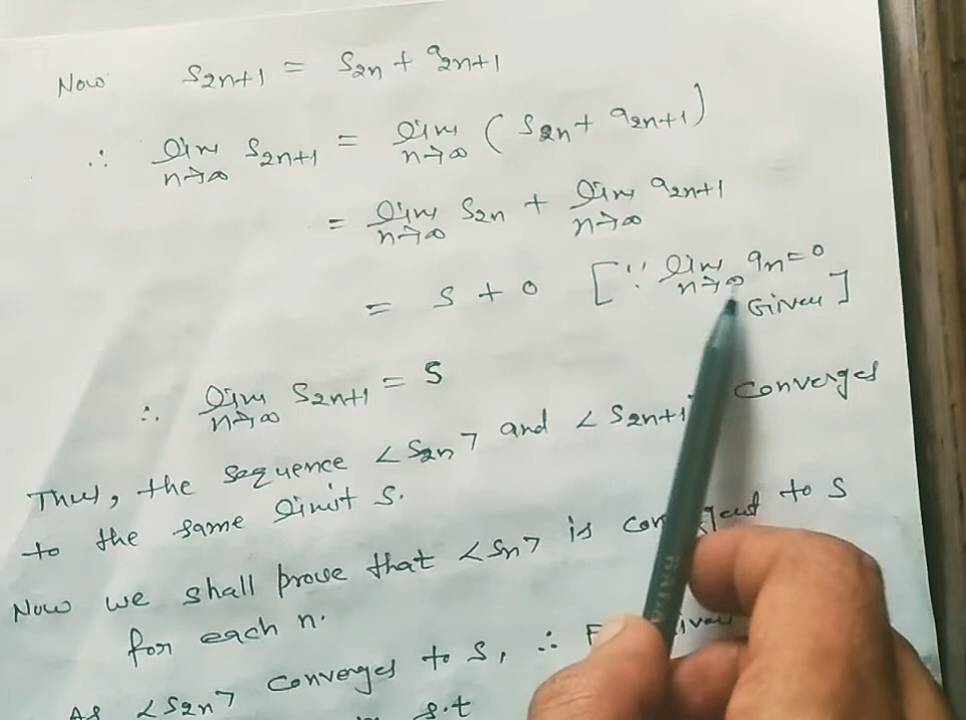 Now S2n+1 = S2n + a2n+1
∴ lim n→∞ S2n+1 = lim n→∞ ( S2n + a2n+1 )
= lim n→∞ S2n + lim n→∞ a2n+1
= S + 0 [ ∵ lim n→∞ an = 0
Given ]
∴ lim n→∞ S2n+1 = S
Thus, the sequence <S2n> and <S2n+1 converges
to the same limit S.
Now we shall prove that <Sn> is to S
for each n.
As <S2n> converges to S, ∴
s.t